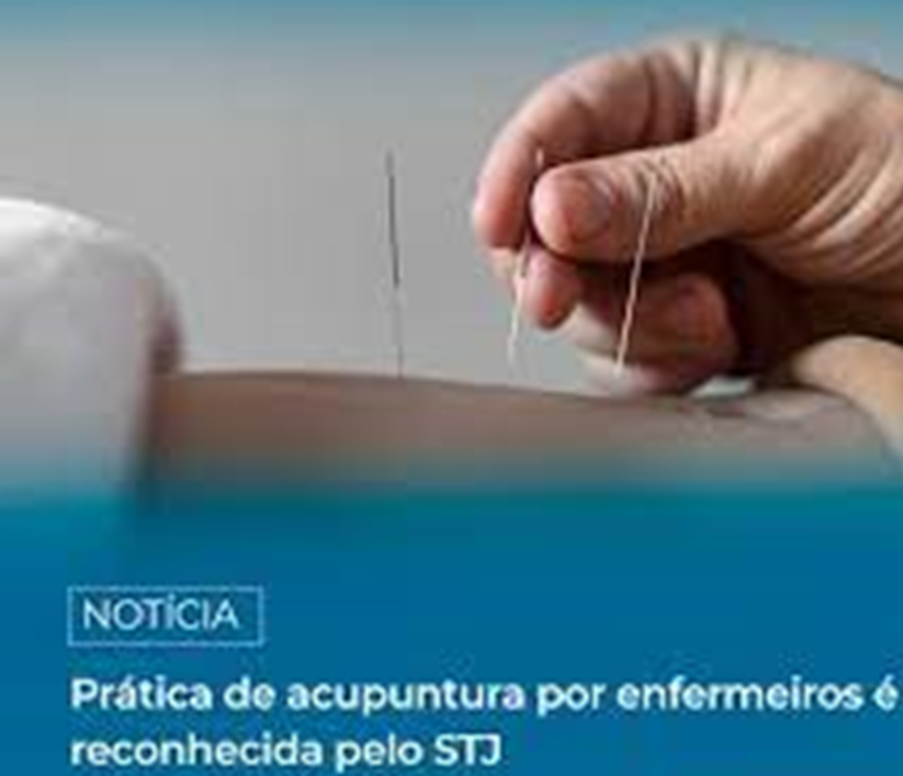 NOTÍCIA
Prática de acupuntura por enfermeiros é
reconhecida pelo STJ